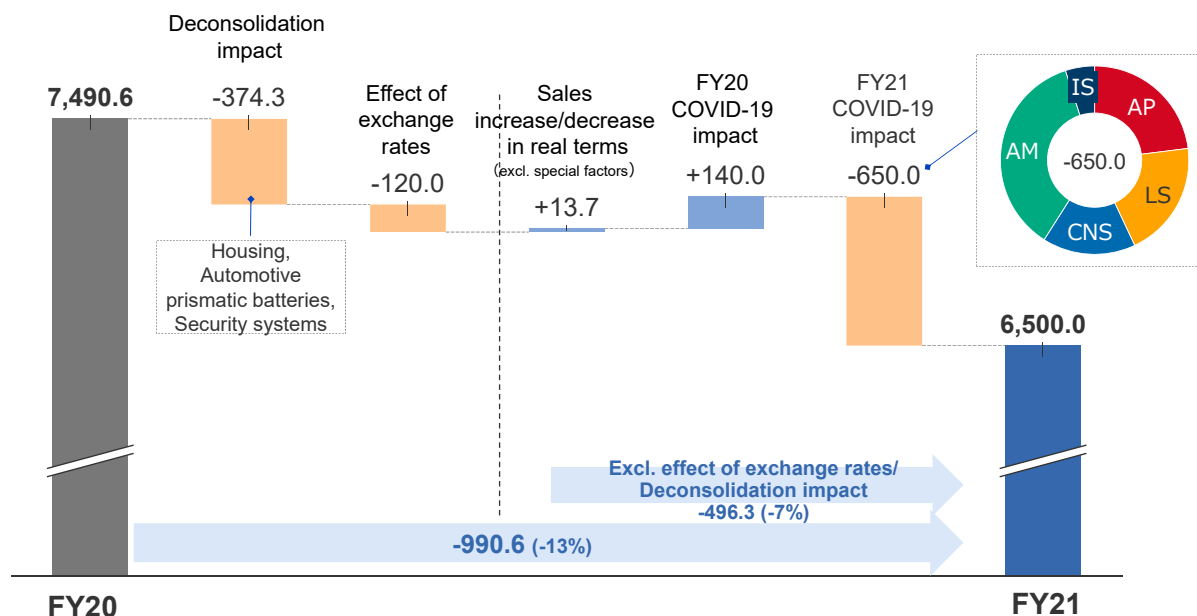 Deconsolidation
impact
7,490.6
-374.3
Effect of
exchange
rates
-120.0
Sales
increase/decrease
in real terms
(excl. special factors)
+13.7
FY20
COVID-19
impact
+140.0
FY21
COVID-19
impact
-650.0
IS
AP
AM
-650.0
LS
CNS
Housing,
Automotive
prismatic batteries,
Security systems
6,500.0
Excl. effect of exchange rates/
Deconsolidation impact
-496.3 (-7%)
-990.6 (-13%)
FY20
FY21